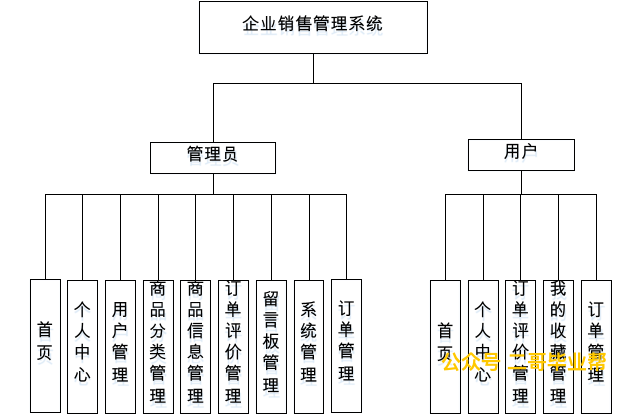 企业销售管理系统
管理员
用户
首页
个人中心
用户管理
商品分类管理
商品信息管理
订单评价管理
留言板管理
系统管理
订单管理
首页
个人中心
订单评价管理
我的收藏管理
订单管理
公众号 二哥毕业帮